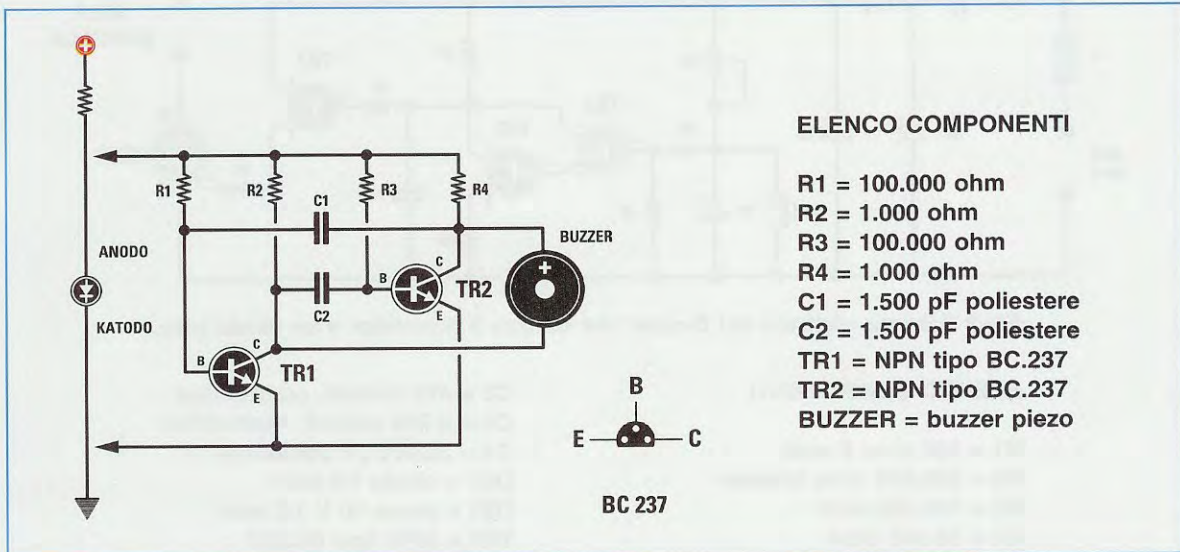 +
R1
R2
R3
R4
C1
BUZZER
ANODO
+
C
B
TR2
E
C2
KATODO
C
B
TR1
E
B
E
C
BC 237
ELENCO COMPONENTI
R1 = 100.000 ohm
R2 = 1.000 ohm
R3 = 100.000 ohm
R4 = 1.000 ohm
C1 = 1.500 pF poliestere
C2 = 1.500 pF poliestere
TR1 = NPN tipo BC.237
TR2 = NPN tipo BC.237
BUZZER = buzzer piezo